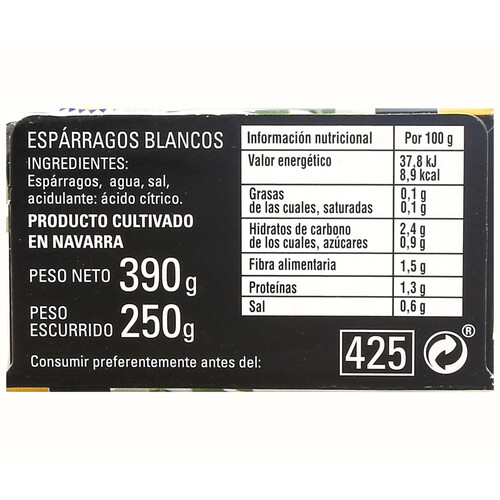 ESPÁRRAGOS BLANCOS
INGREDIENTES:
Espárragos, agua, sal,
acidulante: ácido cítrico.
PRODUCTO CULTIVADO
EN NAVARRA
PESO NETO 390 g
PESO
ESCURRIDO 250g
Consumir preferentemente antes del:
Información nutricional Por 100 g
Valor energético 37,8 kJ
8,9 kcal
Grasas 0,1 g
de las cuales, saturadas 0,1 g
Hidratos de carbono 2,4 g
de los cuales, azúcares 0,9 g
Fibra alimentaria 1,5 g
Proteínas 1,3 g
Sal 0,6 g
425 ®